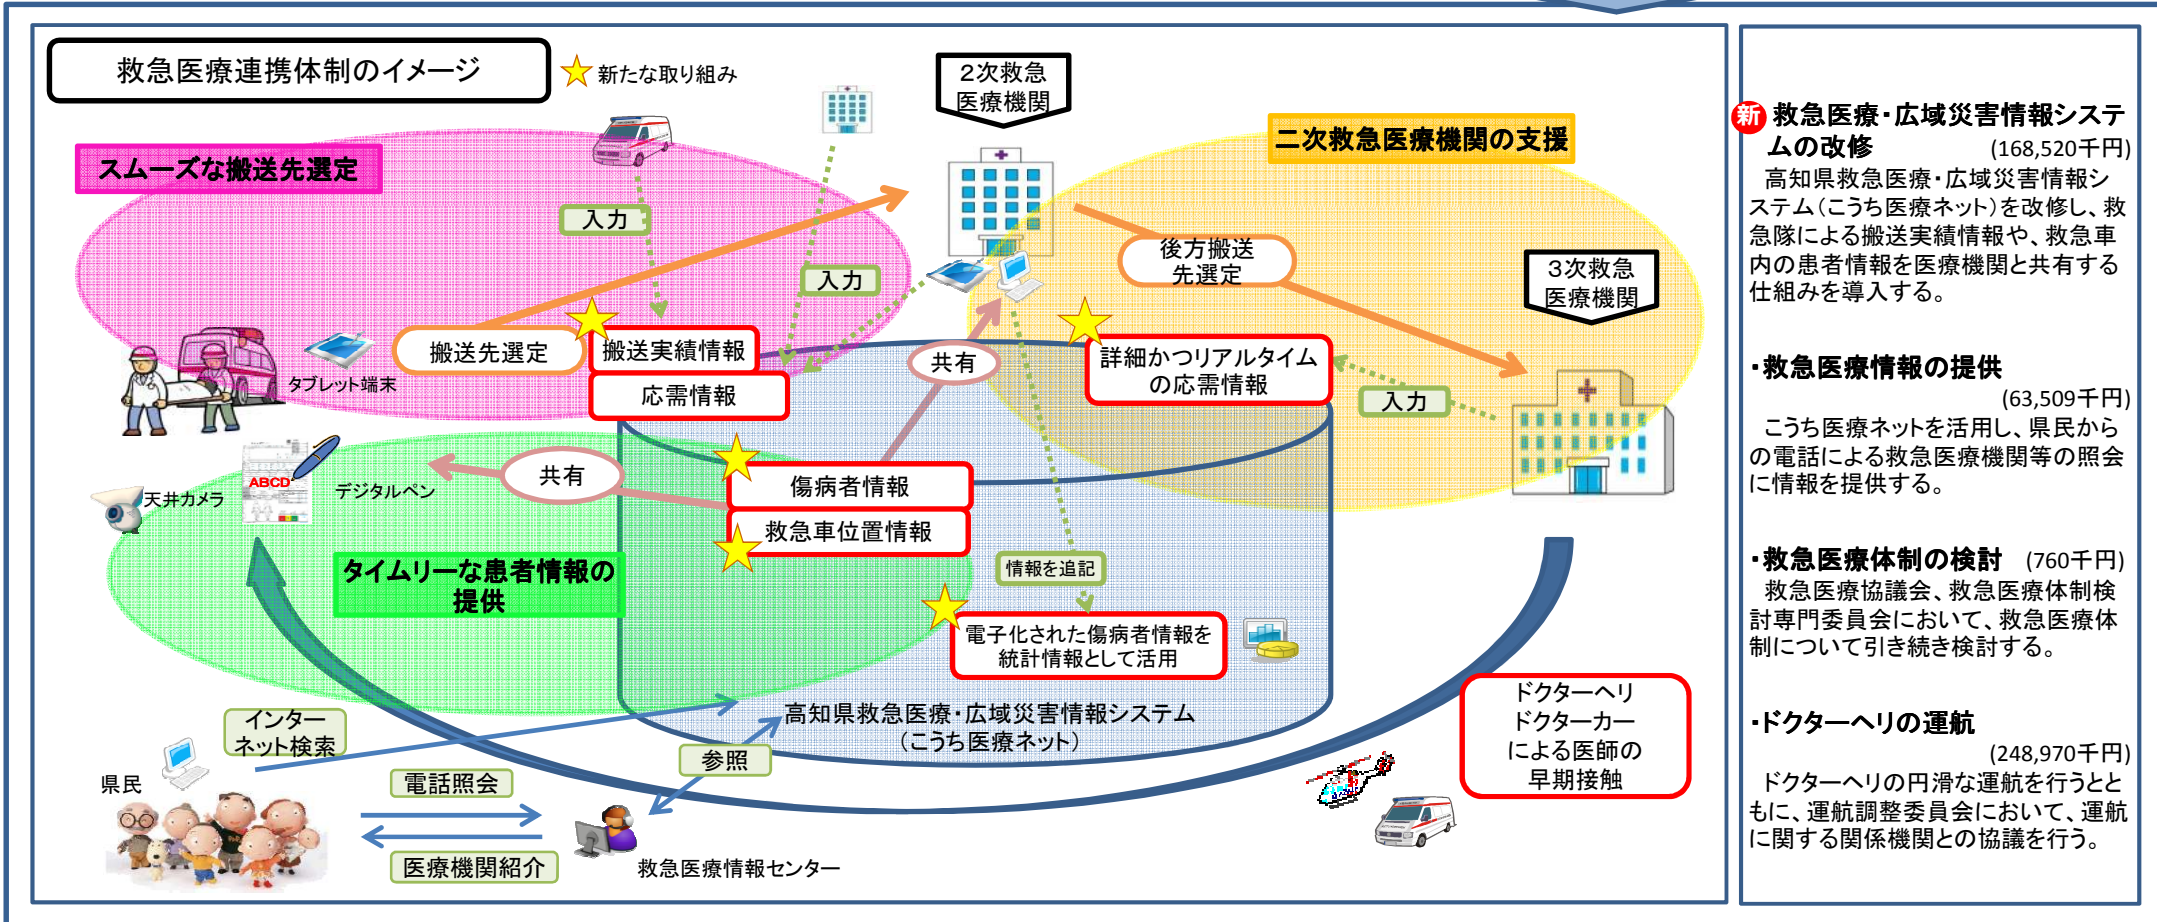 救急医療連携体制のイメージ
新たな取り組み
2次救急
医療機関
スムーズな搬送先選定
二次救急医療機関の支援
入力
入力
後方搬送
先選定
3次救急
医療機関
搬送先選定
搬送実績情報
応需情報
タブレット端末
共有
詳細かつリアルタイム
の応需情報
入力
ABCD
デジタルペン
天井カメラ
共有
傷病者情報
救急車位置情報
タイムリーな患者情報の
提供
情報を追記
電子化された傷病者情報を
統計情報として活用
高知県救急医療・広域災害情報システム
（こうち医療ネット）
インター
ネット検索
参照
県民
電話照会
医療機関紹介
救急医療情報センター
ドクターヘリ
ドクターカー
による医師の
早期接触
新 救急医療・広域災害情報システ
ムの改修 (168,520千円)
高知県救急医療・広域災害情報シ
ステム（こうち医療ネット）を改修し、救
急隊による搬送実績情報や、救急車
内の患者情報を医療機関と共有する
仕組みを導入する。
・救急医療情報の提供
(63,509千円)
こうち医療ネットを活用し、県民から
の電話による救急医療機関等の照会
に情報を提供する。
・救急医療体制の検討 (760千円)
救急医療協議会、救急医療体制検
討専門委員会において、救急医療体
制について引き続き検討する。
・ドクターヘリの運航
(248,970千円)
ドクターヘリの円滑な運航を行うとと
もに、運航調整委員会において、運航
に関する関係機関との協議を行う。